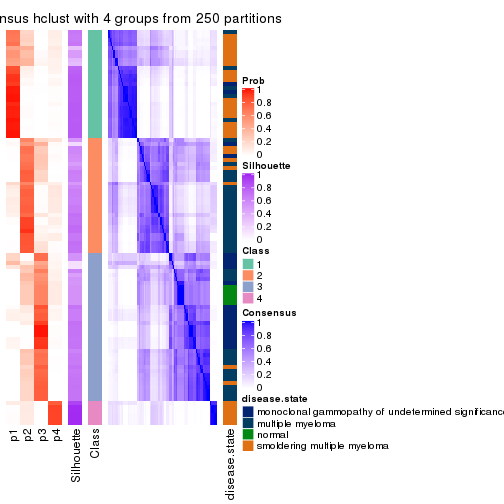 nsus hclust with 4 groups from 250 partitions
Prob
1
0.8
0.6
0.4
0.2
0
Silhouette
1
0.8
0.6
0.4
0.2
0
Class
1
2
3
4
Consensus
1
0.8
0.6
0.4
0.2
0
disease.state
monoclonal gammopathy of undetermined significance
multiple myeloma
normal
smoldering multiple myeloma
p1
p2
p3
p4
Silhouette
Class
disease.state